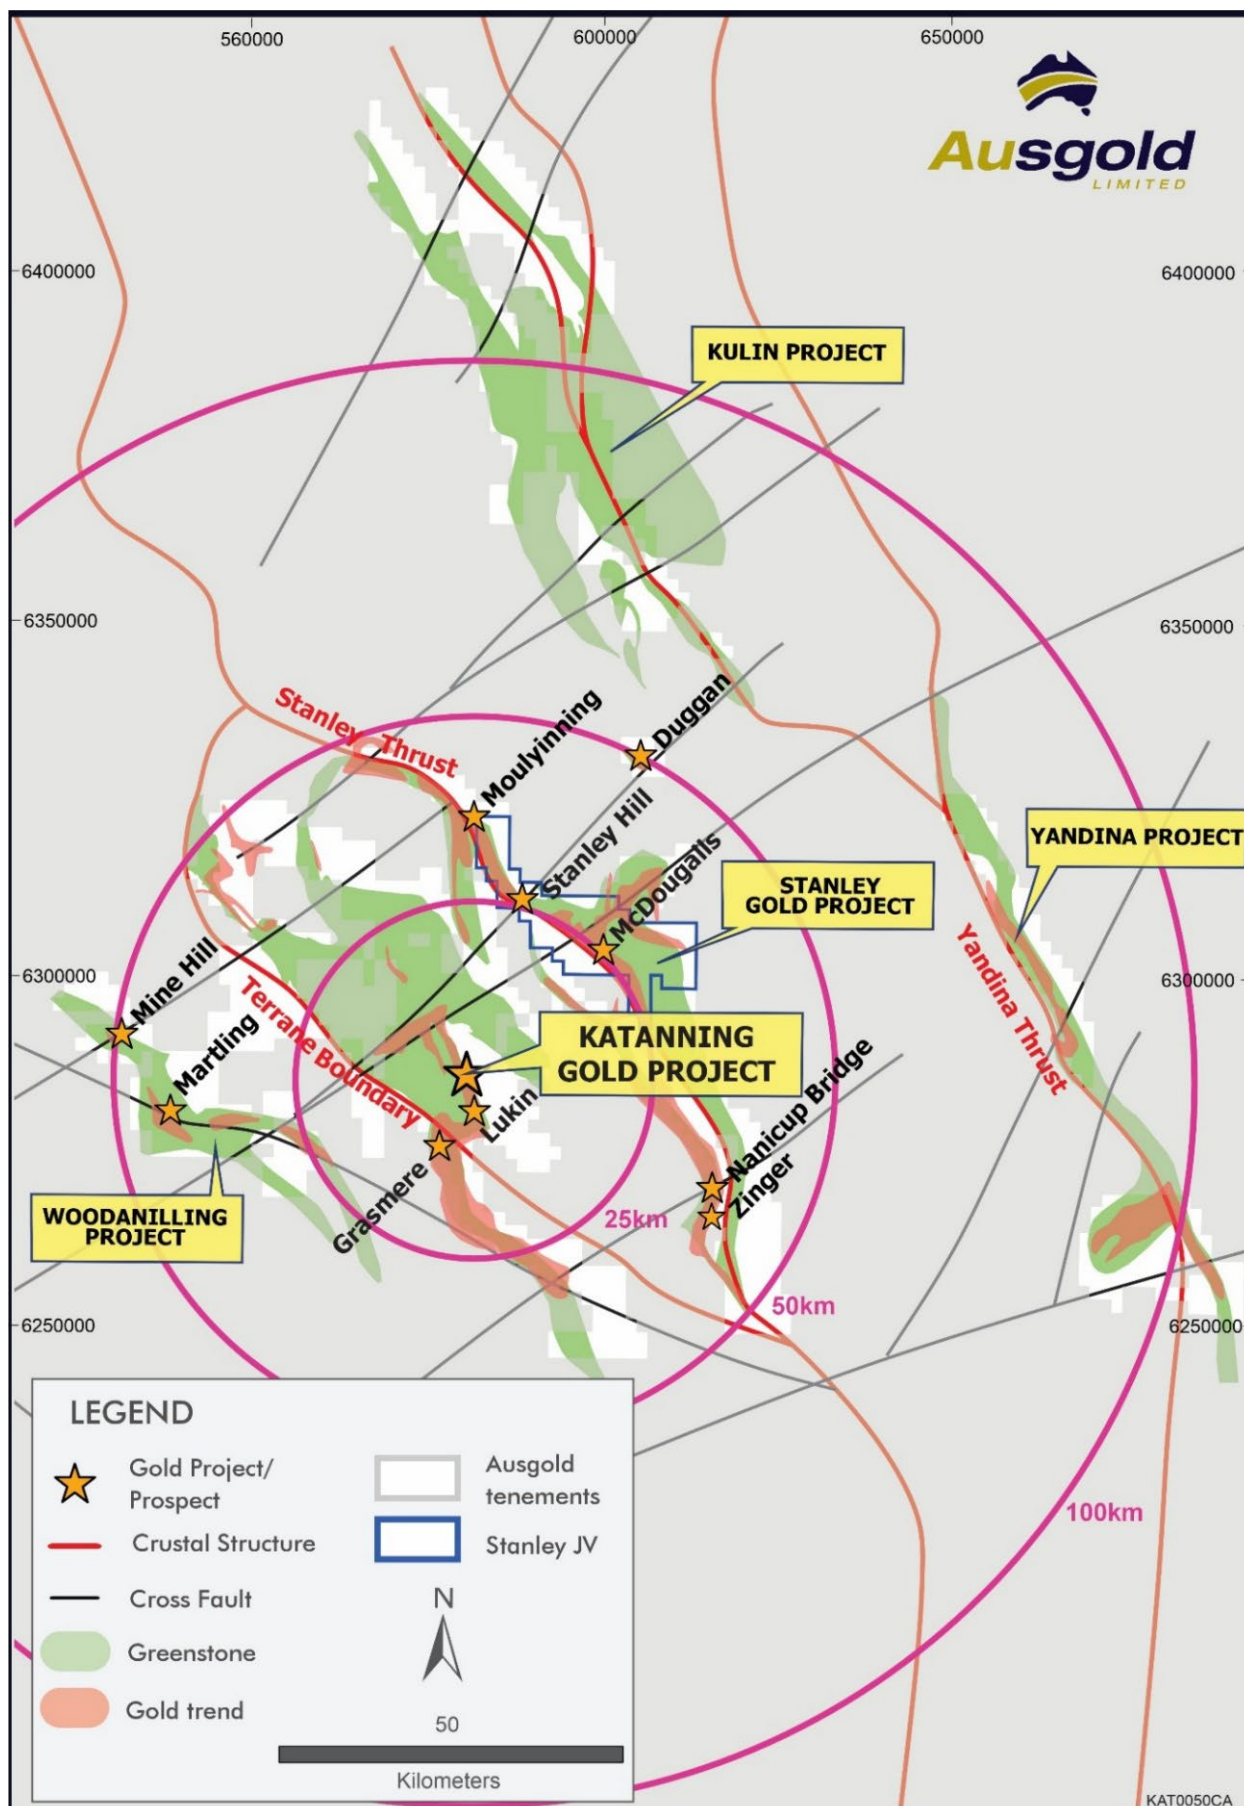 560000
600000
650000
Ausgold
LIMITED
6400000
6400000
KULIN PROJECT
6350000
6350000
Stanley Thrust
Moulyinning
Duggan
Stanley Hill
McDougalls
YANDINA PROJECT
STANLEY
GOLD PROJECT
6300000
6300000
Mine Hill
Martling
Terrane Boundary
Yandina Thrust
KATANNING
GOLD PROJECT
Lukin
Nanicup Bridge
Zinger
Grasmere
WOODANILLING
PROJECT
25km
50km
6250000
6250000
100km
LEGEND
Gold Project/
Prospect
Ausgold
tenements
Crustal Structure
Stanley JV
Cross Fault
N
Greenstone
Gold trend
50
Kilometers
KAT0050CA